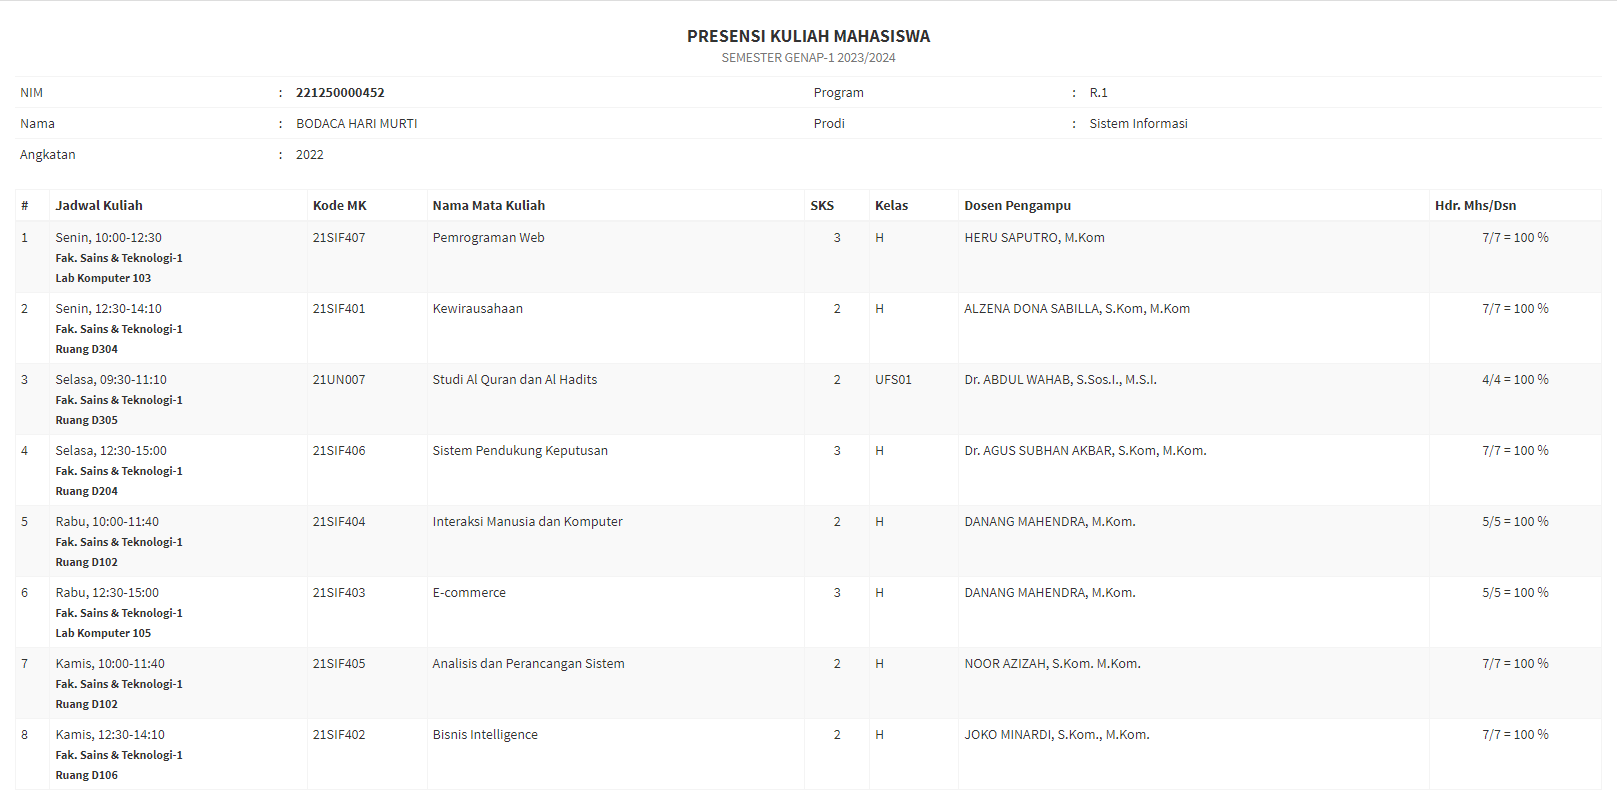 PRESENSI KULIAH MAHASISWA
SEMESTER GENAP-1 2023/2024
NIM : 221250000452 Program : R.1
Nama : BODACA HARI MURTI Prodi : Sistem Informasi
Angkatan : 2022
# Jadwal Kuliah Kode MK Nama Mata Kuliah SKS Kelas Dosen Pengampu Hdr. Mhs/Dsn
1 Senin, 10:00-12:30 21SIF407 Pemrograman Web 3 H HERU SAPUTRO, M.Kom 7/7 = 100 %
Fak. Sains & Teknologi-1
Lab Komputer 103
2 Senin, 12:30-14:10 21SIF401 Kewirausahaan 2 H ALZENA DONA SABILLA, S.Kom, M.Kom 7/7 = 100 %
Fak. Sains & Teknologi-1
Ruang D304
3 Selasa, 09:30-11:10 21UN007 Studi Al Quran dan Al Hadits 2 UFS01 Dr. ABDUL WAHAB, S.Sos.I., M.S.I. 4/4 = 100 %
Fak. Sains & Teknologi-1
Ruang D305
4 Selasa, 12:30-15:00 21SIF406 Sistem Pendukung Keputusan 3 H Dr. AGUS SUBHAN AKBAR, S.Kom, M.Kom. 7/7 = 100 %
Fak. Sains & Teknologi-1
Ruang D204
5 Rabu, 10:00-11:40 21SIF404 Interaksi Manusia dan Komputer 2 H DANANG MAHENDRA, M.Kom. 5/5 = 100 %
Fak. Sains & Teknologi-1
Ruang D102
6 Rabu, 12:30-15:00 21SIF403 E-commerce 3 H DANANG MAHENDRA, M.Kom. 5/5 = 100 %
Fak. Sains & Teknologi-1
Lab Komputer 105
7 Kamis, 10:00-11:40 21SIF405 Analisis dan Perancangan Sistem 2 H NOOR AZIZAH, S.Kom. M.Kom. 7/7 = 100 %
Fak. Sains & Teknologi-1
Ruang D102
8 Kamis, 12:30-14:10 21SIF402 Bisnis Intelligence 2 H JOKO MINARDI, S.Kom., M.Kom. 7/7 = 100 %
Fak. Sains & Teknologi-1
Ruang D106